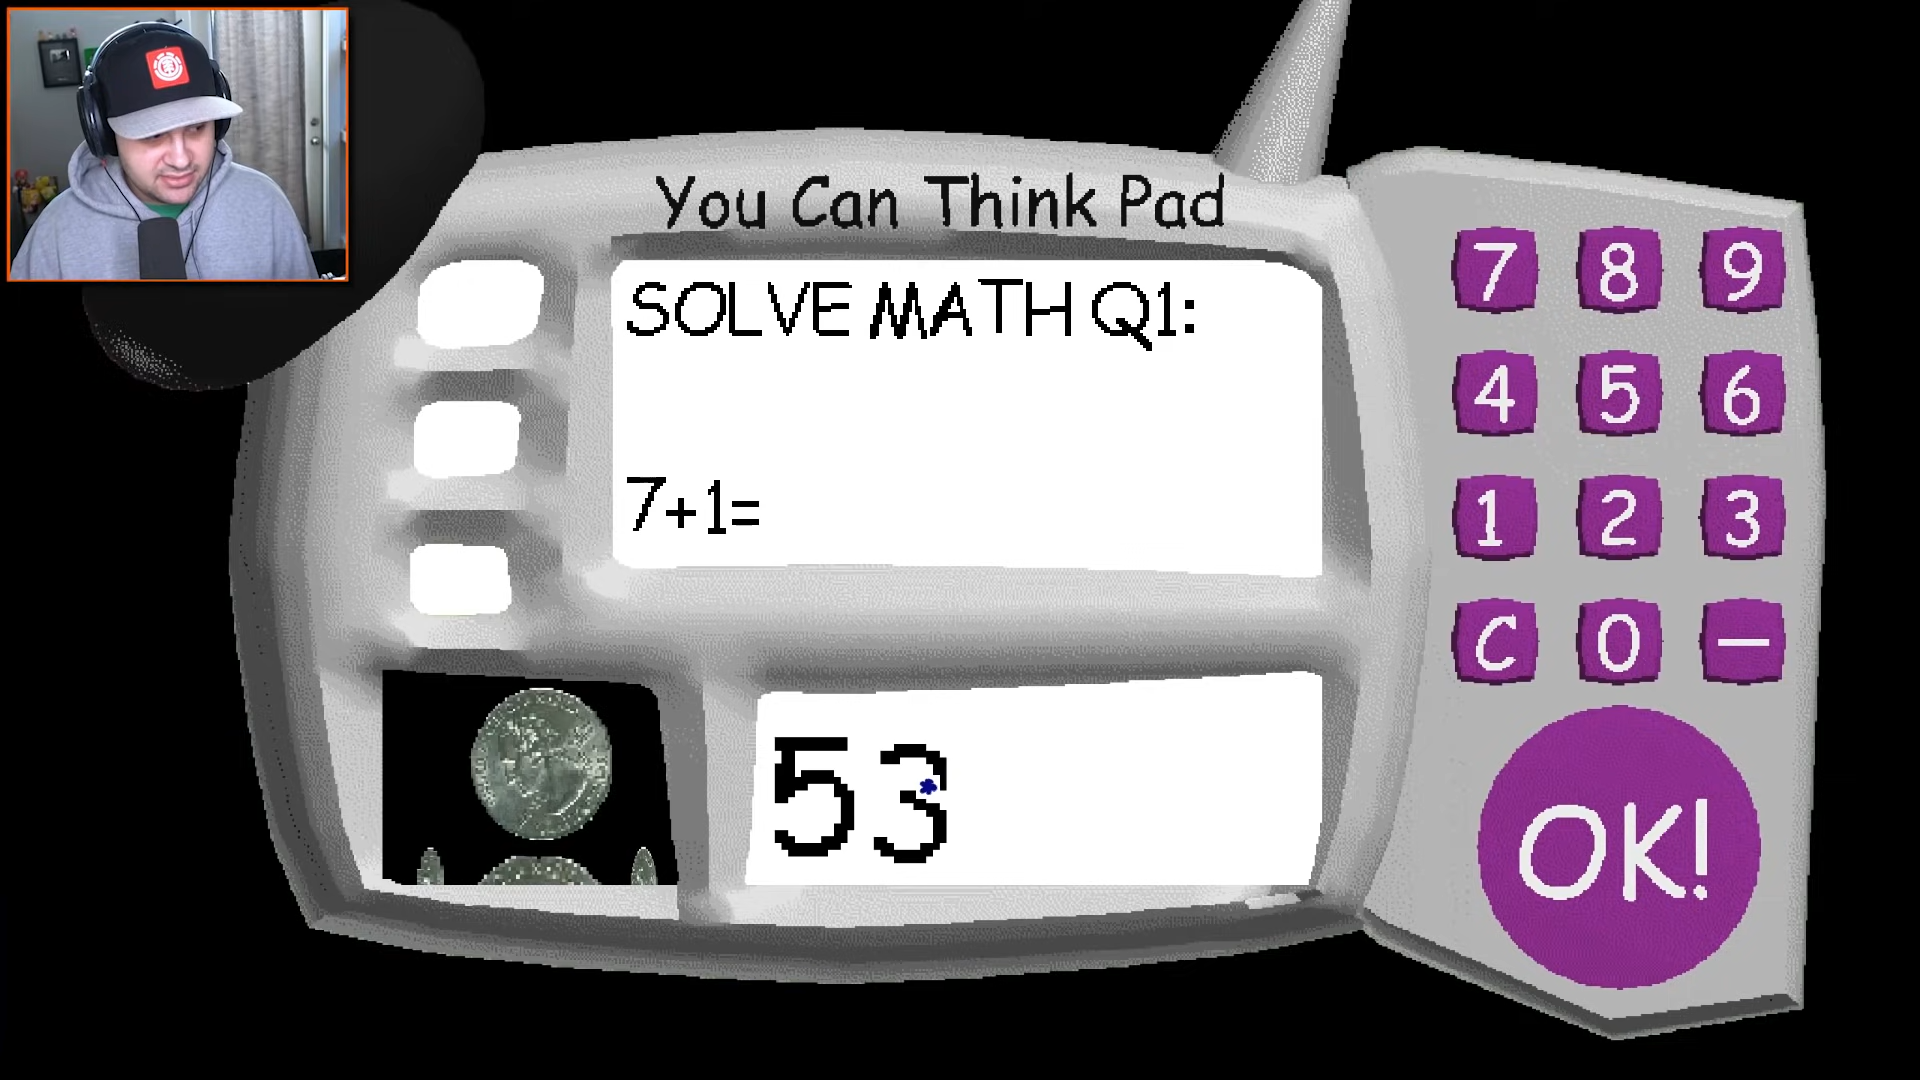 You Can Think Pad
SOLVE MATH Q1:
7+1=
53
7 8 9
4 5 6
1 2 3
C 0 –
OK!